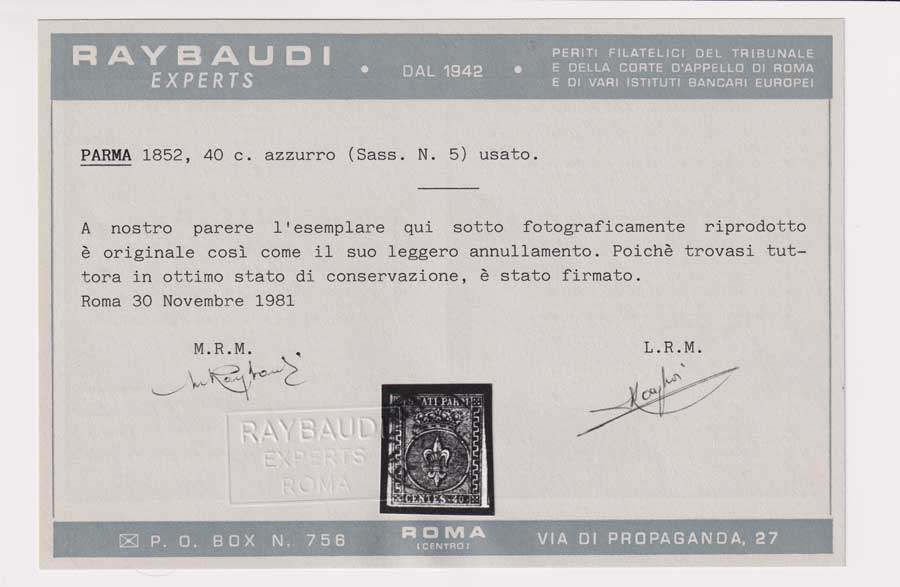 RAYBAUDI
EXPERTS
• DAL 1942 •
PERITI FILATELICI DEL TRIBUNALE
E DELLA CORTE D'APPELLO DI ROMA
E DI VARI ISTITUTI BANCARI EUROPEI
PARMA 1852, 40 c. azzurro (Sass. N. 5) usato.
A nostro parere l'esemplare qui sotto fotograficamente riprodotto
è originale così come il suo leggero annullamento. Poichè trovasi tut-
tora in ottimo stato di conservazione, è stato firmato.
Roma 30 Novembre 1981
M.R.M.
L.R.M.
RAYBAUD
EXPERTS
ROMA
ATI PARM
CENTES. 40
P. O. BOX N. 756
ROMA
(CENTRO)
VIA DI PROPAGANDA, 27